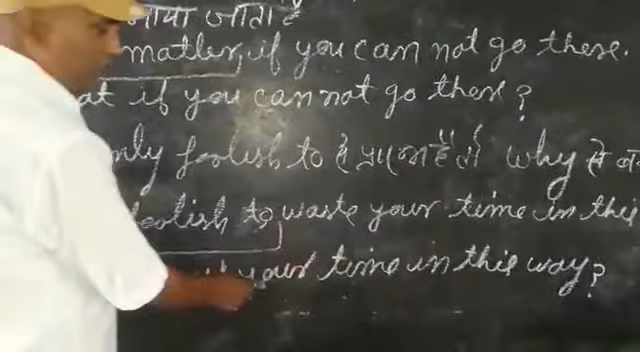 जाता है
matter, if you can not go there.
at if you can not go there?
only foolish to से प्रारम्भ में why से
foolish to waste your time in this
your time in this way?